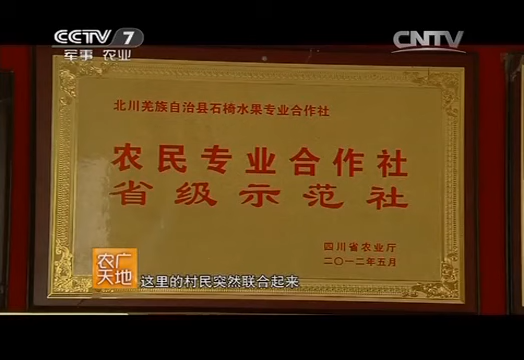 CCTV 7
军事 农业
CNTV
北川羌族自治县石椅水果专业合作社
农民专业合作社
省级示范社
四川省农业厅
二〇一二年五月
农广天地
这里的村民突然联合起来